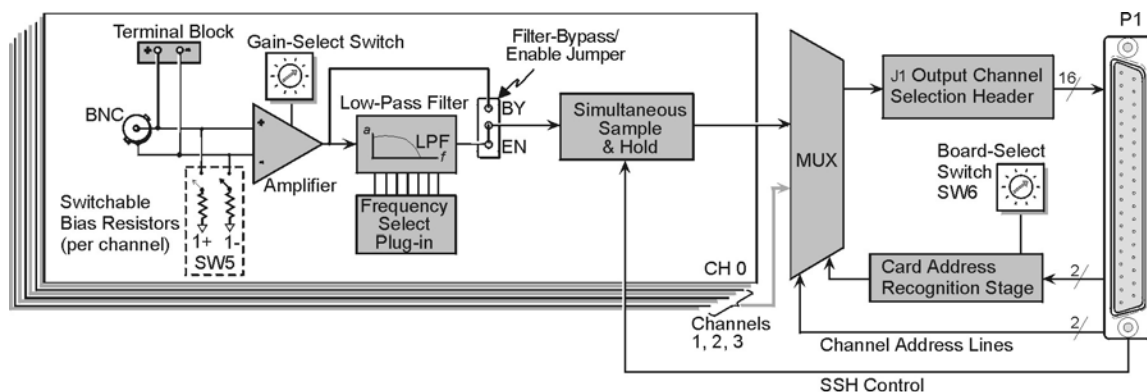 Terminal Block
+ -
BNC
Gain-Select Switch
+
-
Amplifier
Switchable
Bias Resistors
(per channel)
1+ 1-
SW5
Low-Pass Filter
a
LPF
f
Frequency
Select
Plug-in
Filter-Bypass/
Enable Jumper
BY
EN
Simultaneous
Sample
& Hold
CH 0
Channels
1, 2, 3
MUX
J1 Output Channel
Selection Header
16
P1
Board-Select
Switch
SW6
Card Address
Recognition Stage
2
2
Channel Address Lines
SSH Control